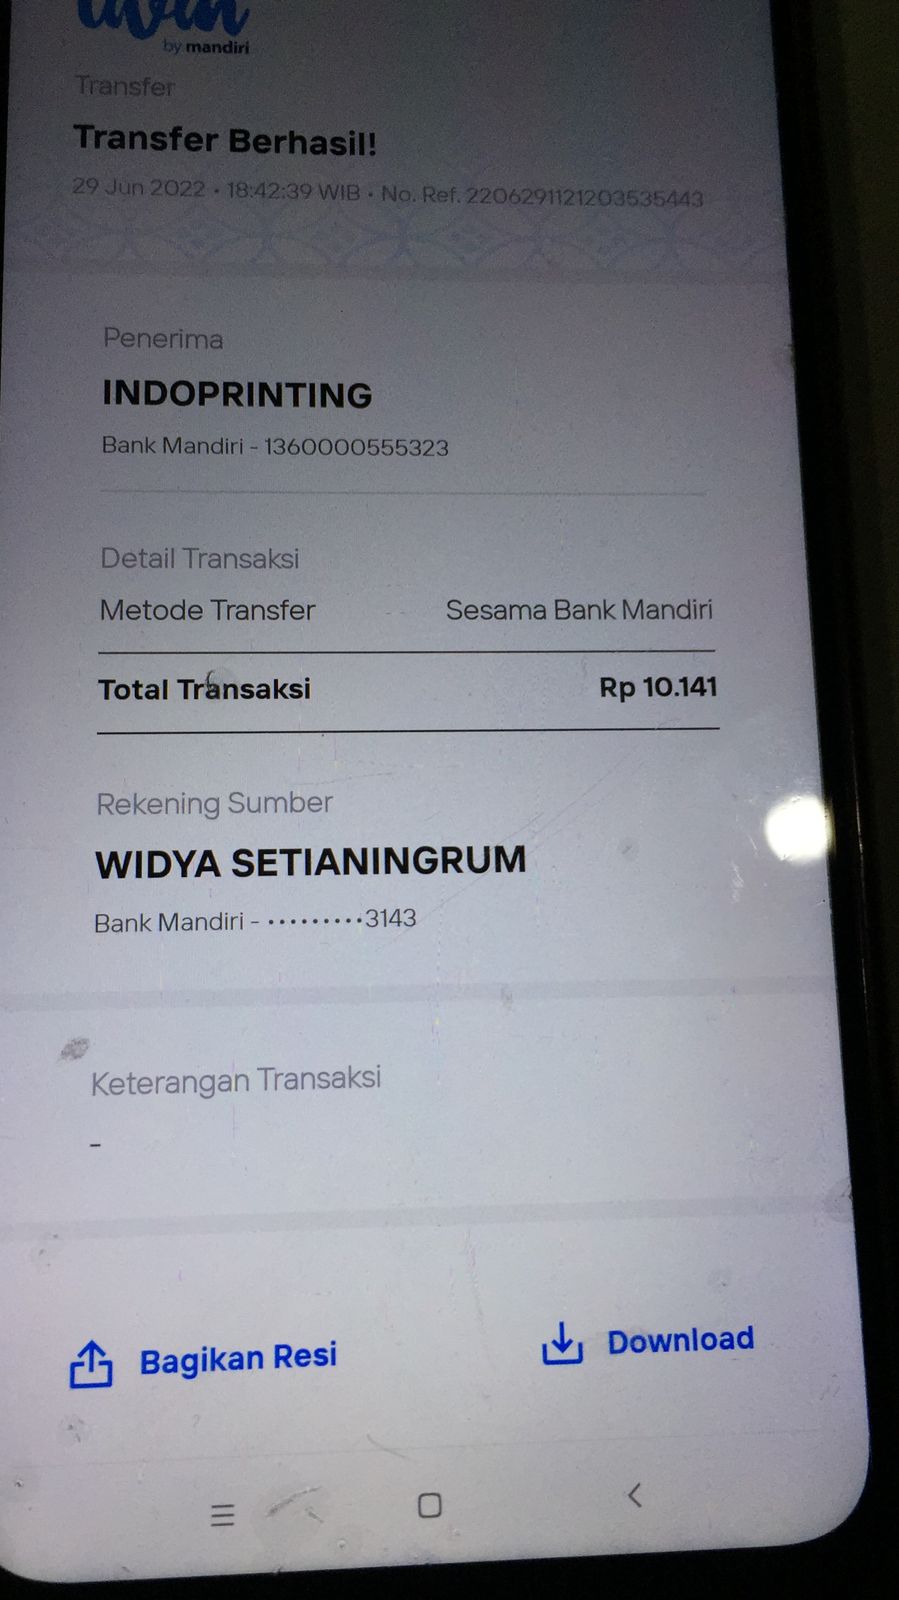 livin'
by mandiri
Transfer
Transfer Berhasil!
29 Jun 2022 • 18:42:39 WIB • No. Ref. 2206291121203535443
Penerima
INDOPRINTING
Bank Mandiri - 1360000555323
Detail Transaksi
Metode Transfer Sesama Bank Mandiri
Total Transaksi Rp 10.141
Rekening Sumber
WIDYA SETIANINGRUM
Bank Mandiri - •••••••••3143
Keterangan Transaksi
-
Bagikan Resi Download